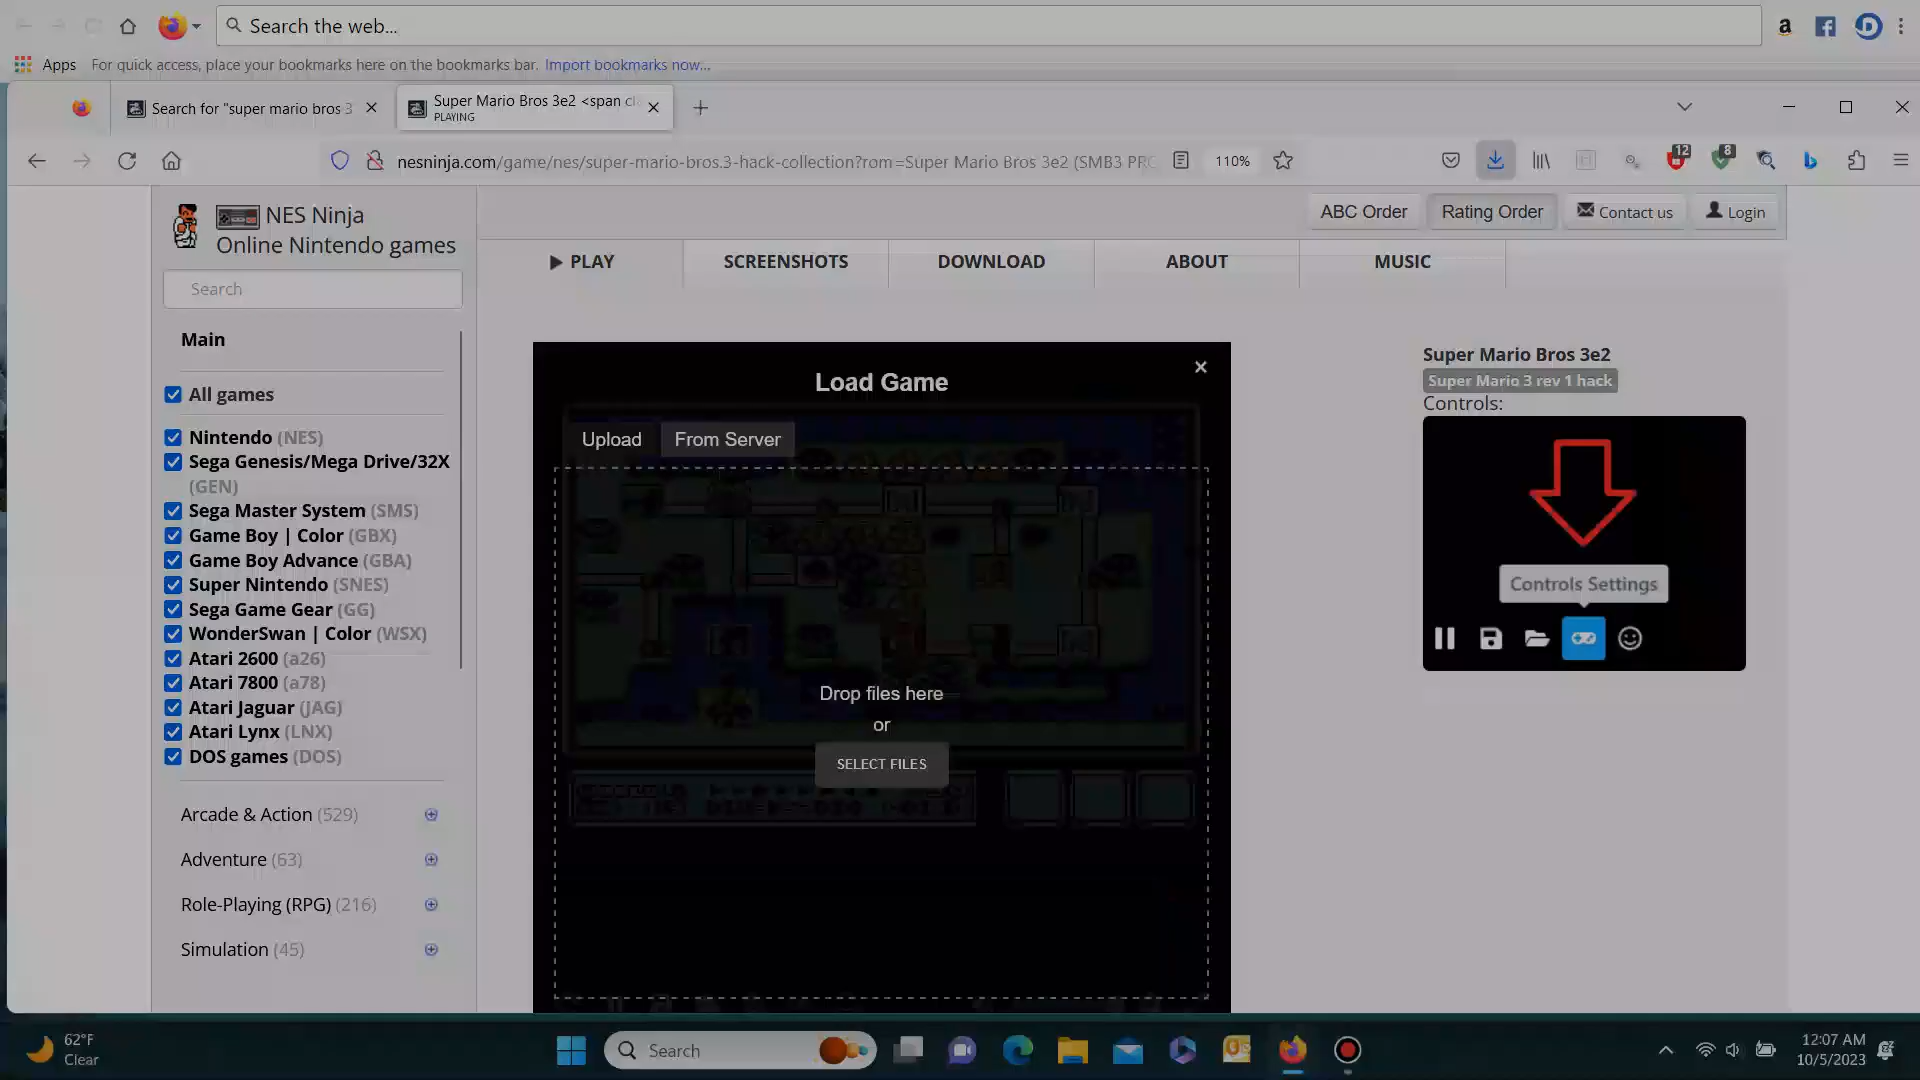 Search the web...
a
D
Apps
For quick access, place your bookmarks here on the bookmarks bar. Import bookmarks now...
Search for "super mario bros 3
Super Mario Bros 3e2 <span cl
PLAYING
nesninja.com/game/nes/super-mario-bros.3-hack-collection?rom=Super Mario Bros 3e2 (SMB3 PRC
110%
12
8
NES Ninja
Online Nintendo games
ABC Order
Rating Order
Contact us
Login
PLAY
SCREENSHOTS
DOWNLOAD
ABOUT
MUSIC
Search
Main
All games
Nintendo (NES)
Sega Genesis/Mega Drive/32X
(GEN)
Sega Master System (SMS)
Game Boy | Color (GBX)
Game Boy Advance (GBA)
Super Nintendo (SNES)
Sega Game Gear (GG)
WonderSwan | Color (WSX)
Atari 2600 (a26)
Atari 7800 (a78)
Atari Jaguar (JAG)
Atari Lynx (LNX)
DOS games (DOS)
Arcade & Action (529)
Adventure (63)
Role-Playing (RPG) (216)
Simulation (45)
Load Game
Upload
From Server
Drop files here
or
SELECT FILES
Super Mario Bros 3e2
Super Mario 3 rev 1 hack
Controls:
Controls Settings
62°F
Clear
Search
12:07 AM
10/5/2023